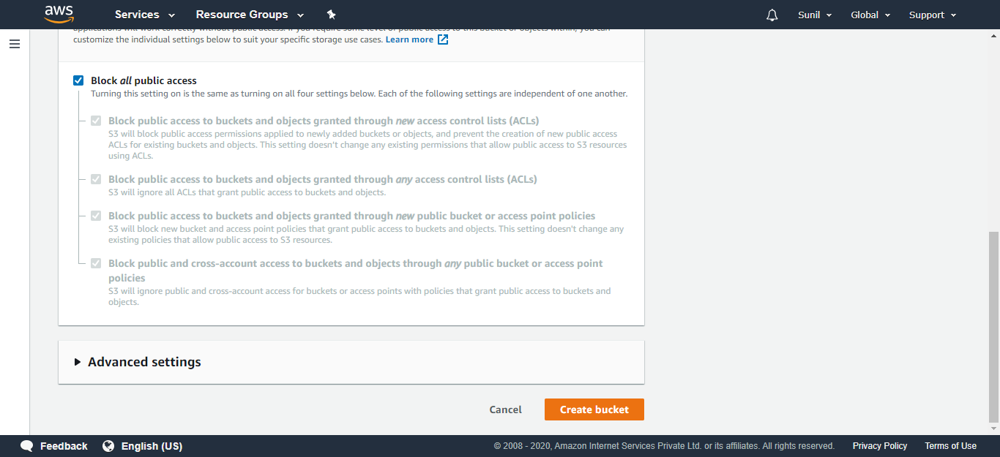 aws Services Resource Groups Sunil Global Support
applications will work correctly without public access. If you require some level of public access to this bucket or objects within, you can
customize the individual settings below to suit your specific storage use cases. Learn more
Block all public access
Turning this setting on is the same as turning on all four settings below. Each of the following settings are independent of one another.
Block public access to buckets and objects granted through new access control lists (ACLs)
S3 will block public access permissions applied to newly added buckets or objects, and prevent the creation of new public access
ACLs for existing buckets and objects. This setting doesn't change any existing permissions that allow public access to S3 resources
using ACLs.
Block public access to buckets and objects granted through any access control lists (ACLs)
S3 will ignore all ACLs that grant public access to buckets and objects.
Block public access to buckets and objects granted through new public bucket or access point policies
S3 will block new bucket and access point policies that grant public access to buckets and objects. This setting doesn't change any
existing policies that allow public access to S3 resources.
Block public and cross-account access to buckets and objects through any public bucket or access point
policies
S3 will ignore public and cross-account access for buckets or access points with policies that grant public access to buckets and
objects.
Advanced settings
Cancel Create bucket
Feedback English (US) © 2008 - 2020, Amazon Internet Services Private Ltd. or its affiliates. All rights reserved. Privacy Policy Terms of Use